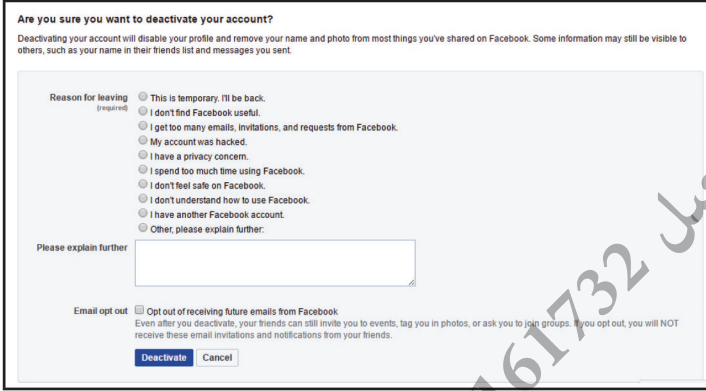 Are you sure you want to deactivate your account?
Deactivating your account will disable your profile and remove your name and photo from most things you've shared on Facebook. Some information may still be visible to
others, such as your name in their friends list and messages you sent.
Reason for leaving
(required)
This is temporary. I'll be back.
I don't find Facebook useful.
I get too many emails, invitations, and requests from Facebook.
My account was hacked.
I have a privacy concern.
I spend too much time using Facebook.
I don't feel safe on Facebook.
I don't understand how to use Facebook.
I have another Facebook account.
Other, please explain further:
Please explain further
Email opt out Opt out of receiving future emails from Facebook
Even after you deactivate, your friends can still invite you to events, tag you in photos, or ask you to join groups. If you opt out, you will NOT
receive these email invitations and notifications from your friends.
Deactivate Cancel
161732